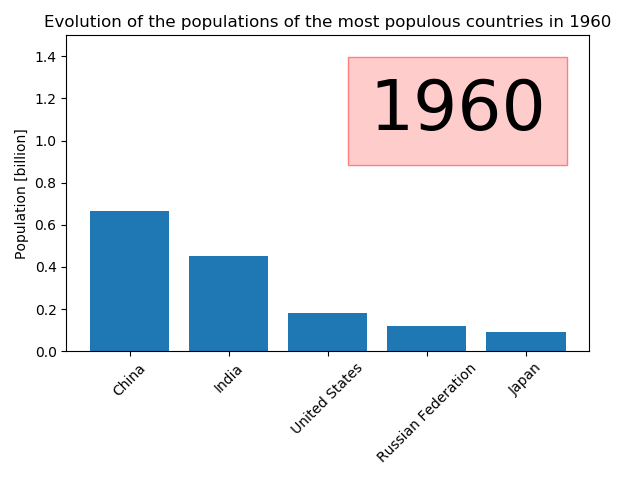 Evolution of the populations of the most populous countries in 1960
1960
Population [billion]
1.4
1.2
1.0
0.8
0.6
0.4
0.2
0.0
China
India
United States
Russian Federation
Japan